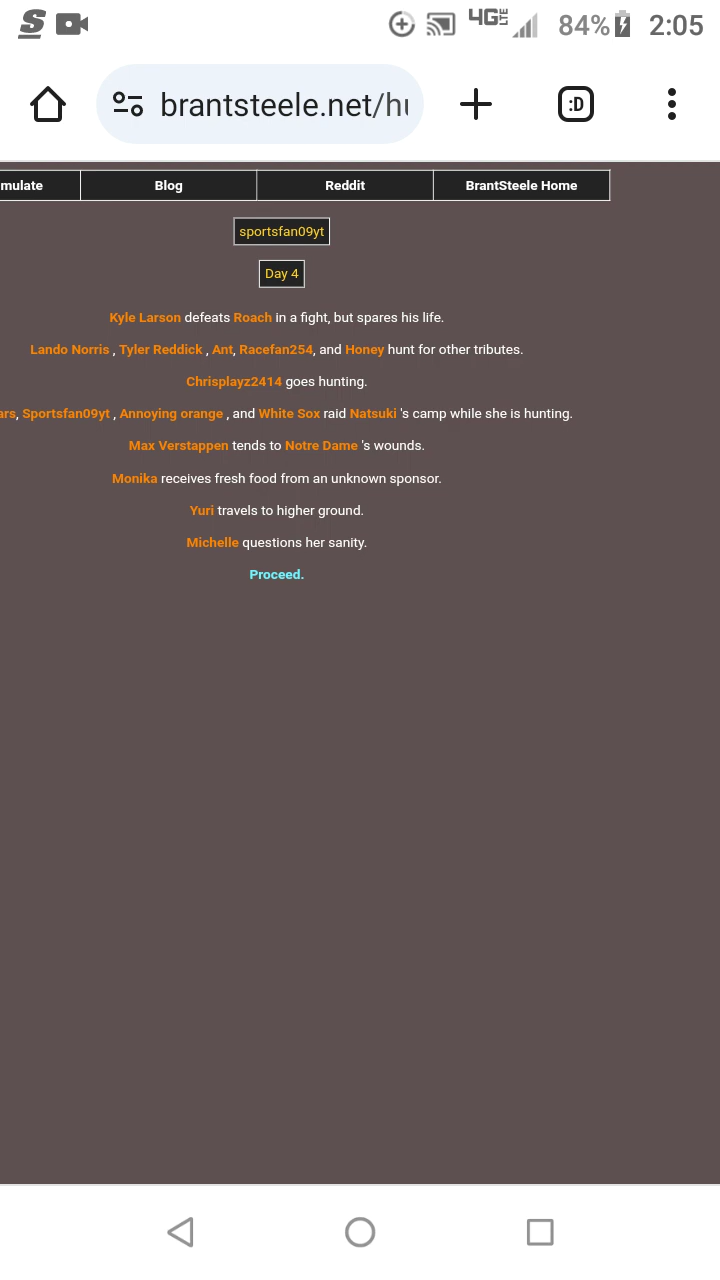 84% 2:05
brantsteele.net/hu
:D
mulate Blog Reddit BrantSteele Home
sportsfan09yt
Day 4
Kyle Larson defeats Roach in a fight, but spares his life.
Lando Norris , Tyler Reddick , Ant, Racefan254, and Honey hunt for other tributes.
Chrisplayz2414 goes hunting.
ars, Sportsfan09yt , Annoying orange , and White Sox raid Natsuki 's camp while she is hunting.
Max Verstappen tends to Notre Dame 's wounds.
Monika receives fresh food from an unknown sponsor.
Yuri travels to higher ground.
Michelle questions her sanity.
Proceed.